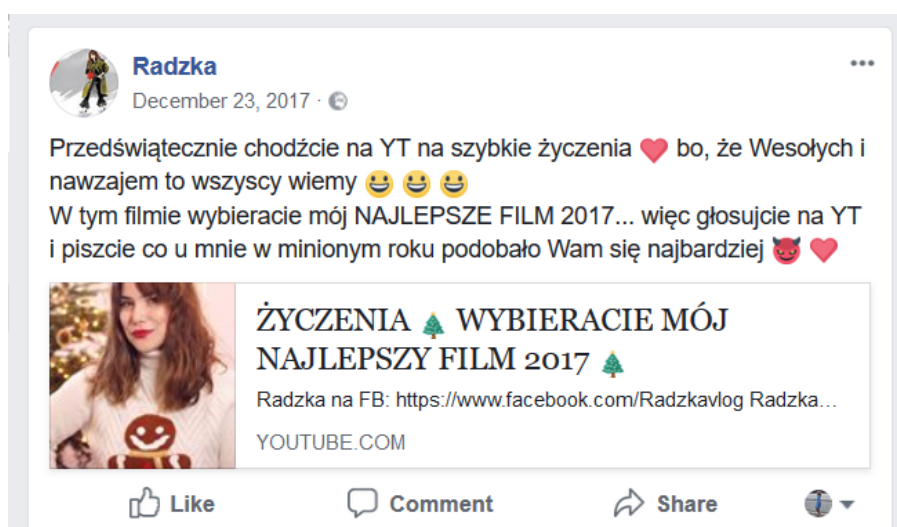 Radzka
December 23, 2017 ·
Przedświątecznie chodźcie na YT na szybkie życzenia ❤ bo, że Wesołych i
nawzajem to wszyscy wiemy 😃 😃 😃
W tym filmie wybieracie mój NAJLEPSZE FILM 2017... więc głosujcie na YT
i piszcie co u mnie w minionym roku podobało Wam się najbardziej 😈 ❤
ŻYCZENIA 🎄 WYBIERACIE MÓJ
NAJLEPSZY FILM 2017 🎄
Radzka na FB: https://www.facebook.com/Radzkavlog Radzka...
YOUTUBE.COM
Like Comment Share